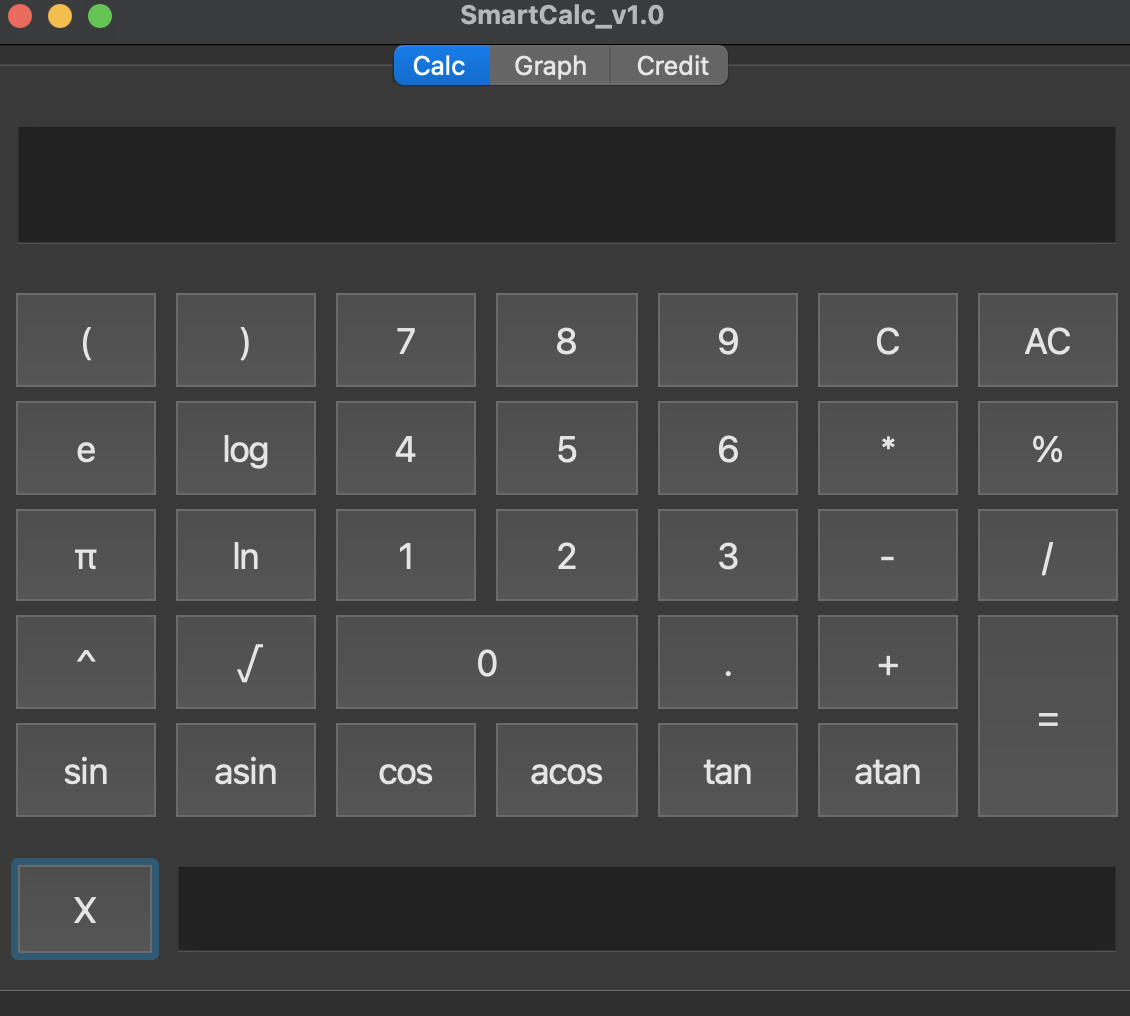 SmartCalc_v1.0
Calc Graph Credit
( ) 7 8 9 C AC
e log 4 5 6 * %
π ln 1 2 3 - /
^ √ 0 . + =
sin asin cos acos tan atan
X